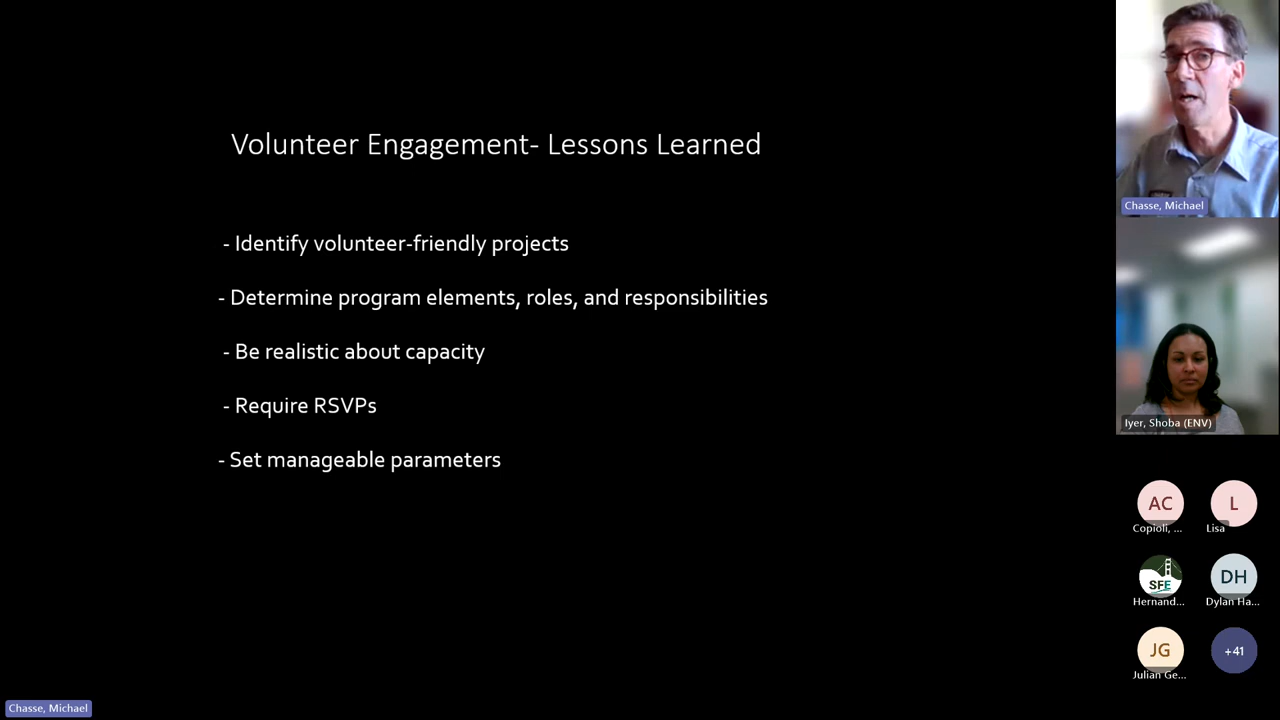 Volunteer Engagement- Lessons Learned
- Identify volunteer-friendly projects
- Determine program elements, roles, and responsibilities
- Be realistic about capacity
- Require RSVPs
- Set manageable parameters
Chasse, Michael
Iyer, Shoba (ENV)
AC
Copioli, ...
L
Lisa
SFE
Hernand...
DH
Dylan Ha...
JG
Julian Ge...
+41
Chasse, Michael